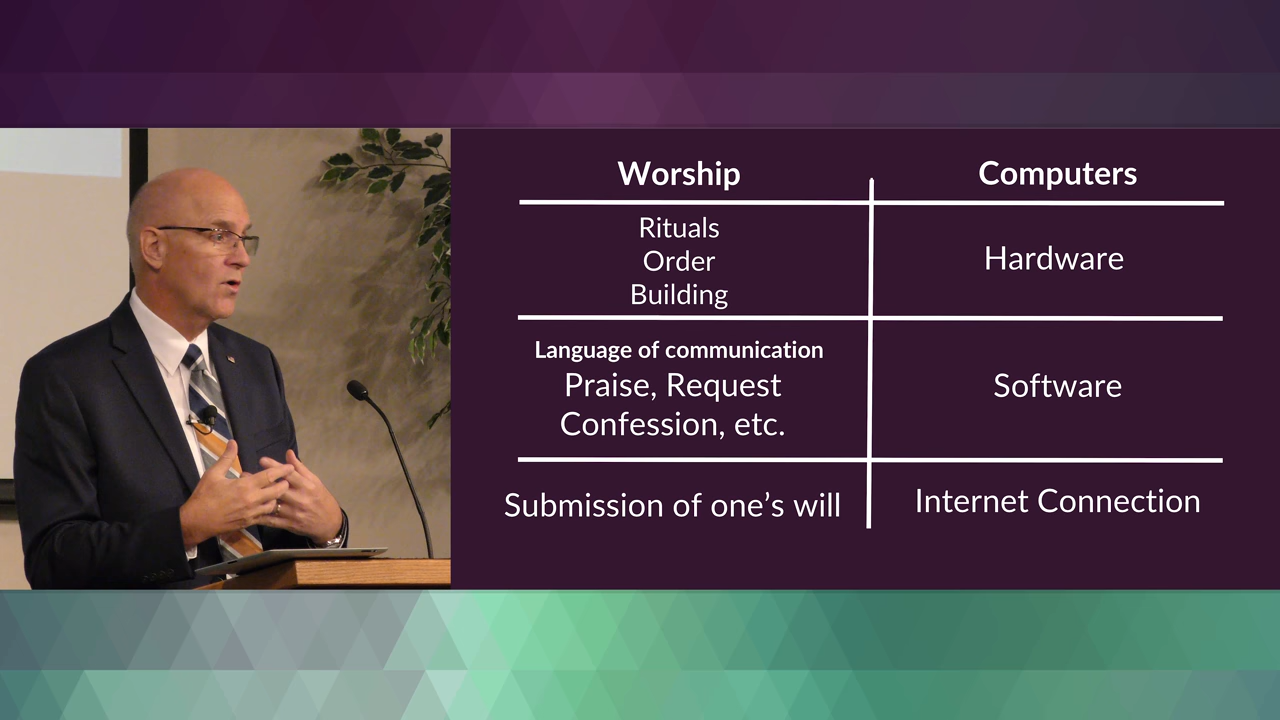 Worship
Computers
Rituals
Order
Building
Hardware
Language of communication
Praise, Request
Confession, etc.
Software
Submission of one’s will
Internet Connection